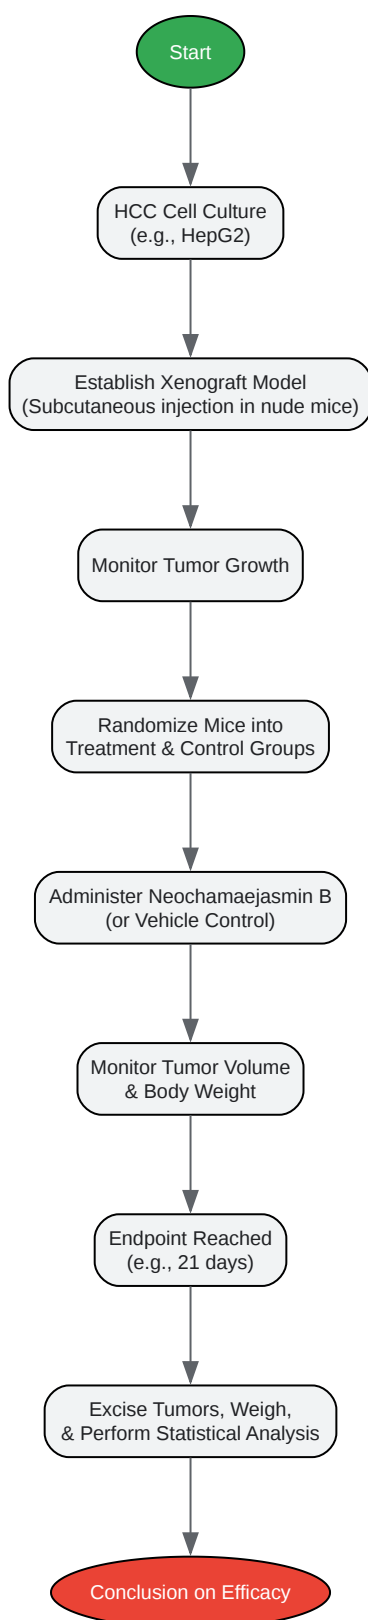 Start
HCC Cell Culture
(e.g., HepG2)
Establish Xenograft Model
(Subcutaneous injection in nude mice)
Monitor Tumor Growth
Randomize Mice into
Treatment & Control Groups
Administer Neochamaejasmin B
(or Vehicle Control)
Monitor Tumor Volume
& Body Weight
Endpoint Reached
(e.g., 21 days)
Excise Tumors, Weigh,
& Perform Statistical Analysis
Conclusion on Efficacy